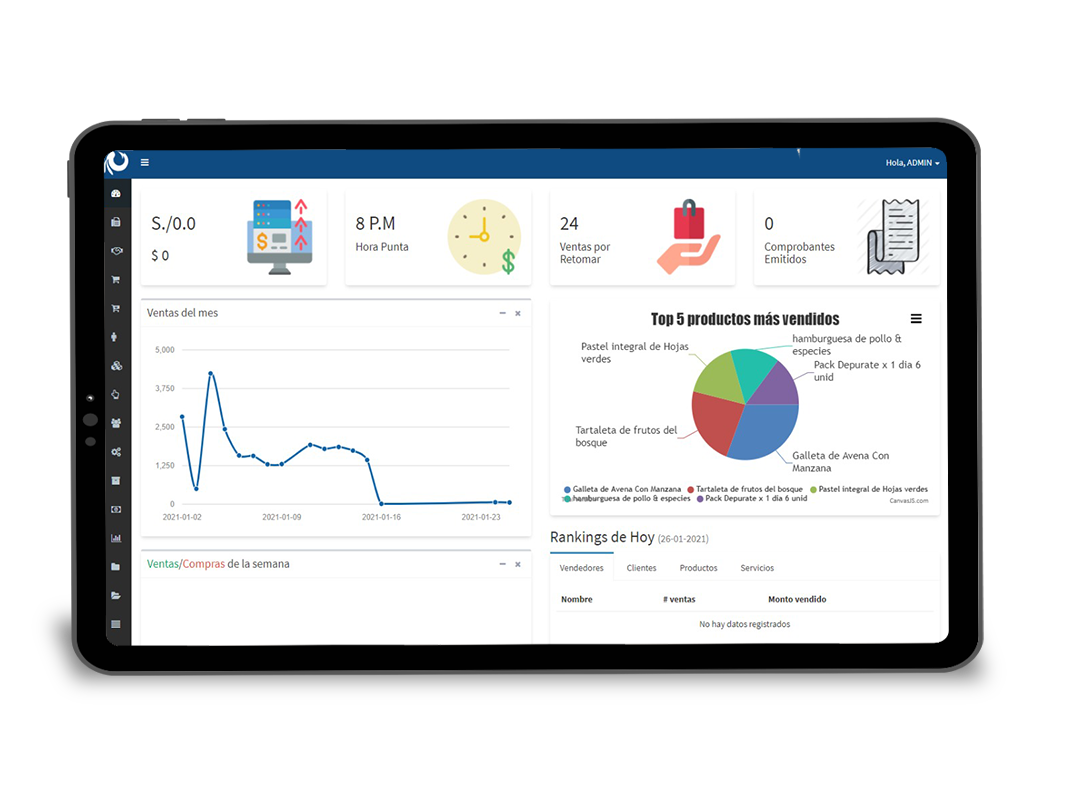 Hola, ADMIN
S./0.0
$ 0
8 P.M
Hora Punta
24
Ventas por
Retomar
0
Comprobantes
Emitidos
Ventas del mes
5,000
3,750
2,500
1,250
0
2021-01-02
2021-01-09
2021-01-16
2021-01-23
Top 5 productos más vendidos
hamburguesa de pollo &
especies
Pastel integral de Hojas
verdes
Pack Depurate x 1 dia 6
unid
Tartaleta de frutos del
bosque
Galleta de Avena Con
Manzana
Galleta de Avena Con Manzana Tartaleta de frutos del bosque Pastel integral de Hojas verdes
hamburguesa de pollo & especies Pack Depurate x 1 dia 6 unid
CanvasJS.com
Ventas/Compras de la semana
Rankings de Hoy (26-01-2021)
Vendedores Clientes Productos Servicios
Nombre # ventas Monto vendido
No hay datos registrados